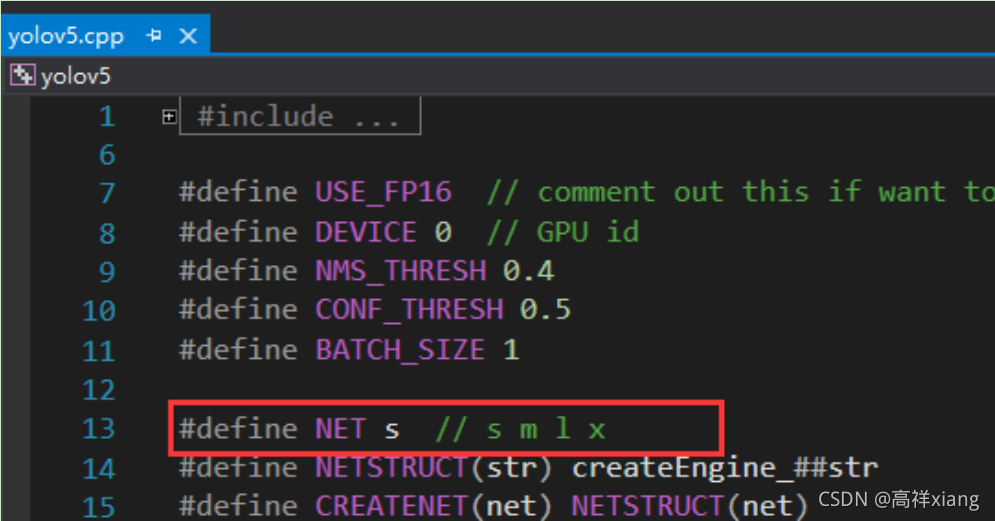 yolov5.cpp
yolov5
1 #include ...
6
7 #define USE_FP16 // comment out this if want to
8 #define DEVICE 0 // GPU id
9 #define NMS_THRESH 0.4
10 #define CONF_THRESH 0.5
11 #define BATCH_SIZE 1
12
13 #define NET s // s m l x
14 #define NETSTRUCT(str) createEngine_##str
15 #define CREATENET(net) NETSTRUCT(net)
CSDN @高祥xiang